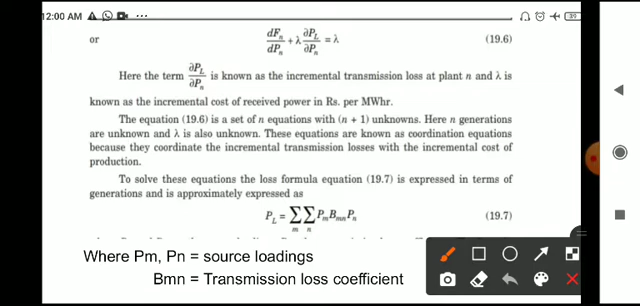 12:00 AM
or
dF_n/dP_n + λ ∂P_L/∂P_n = λ (19.6)
Here the term ∂P_L/∂P_n is known as the incremental transmission loss at plant n and λ is
known as the incremental cost of received power in Rs. per MWhr.
The equation (19.6) is a set of n equations with (n + 1) unknowns. Here n generations
are unknown and λ is also unknown. These equations are known as coordination equations
because they coordinate the incremental transmission losses with the incremental cost of
production.
To solve these equations the loss formula equation (19.7) is expressed in terms of
generations and is approximately expressed as
P_L = ∑_m ∑_n P_m B_mn P_n (19.7)
Where Pm, Pn = source loadings
Bmn = Transmission loss coefficient